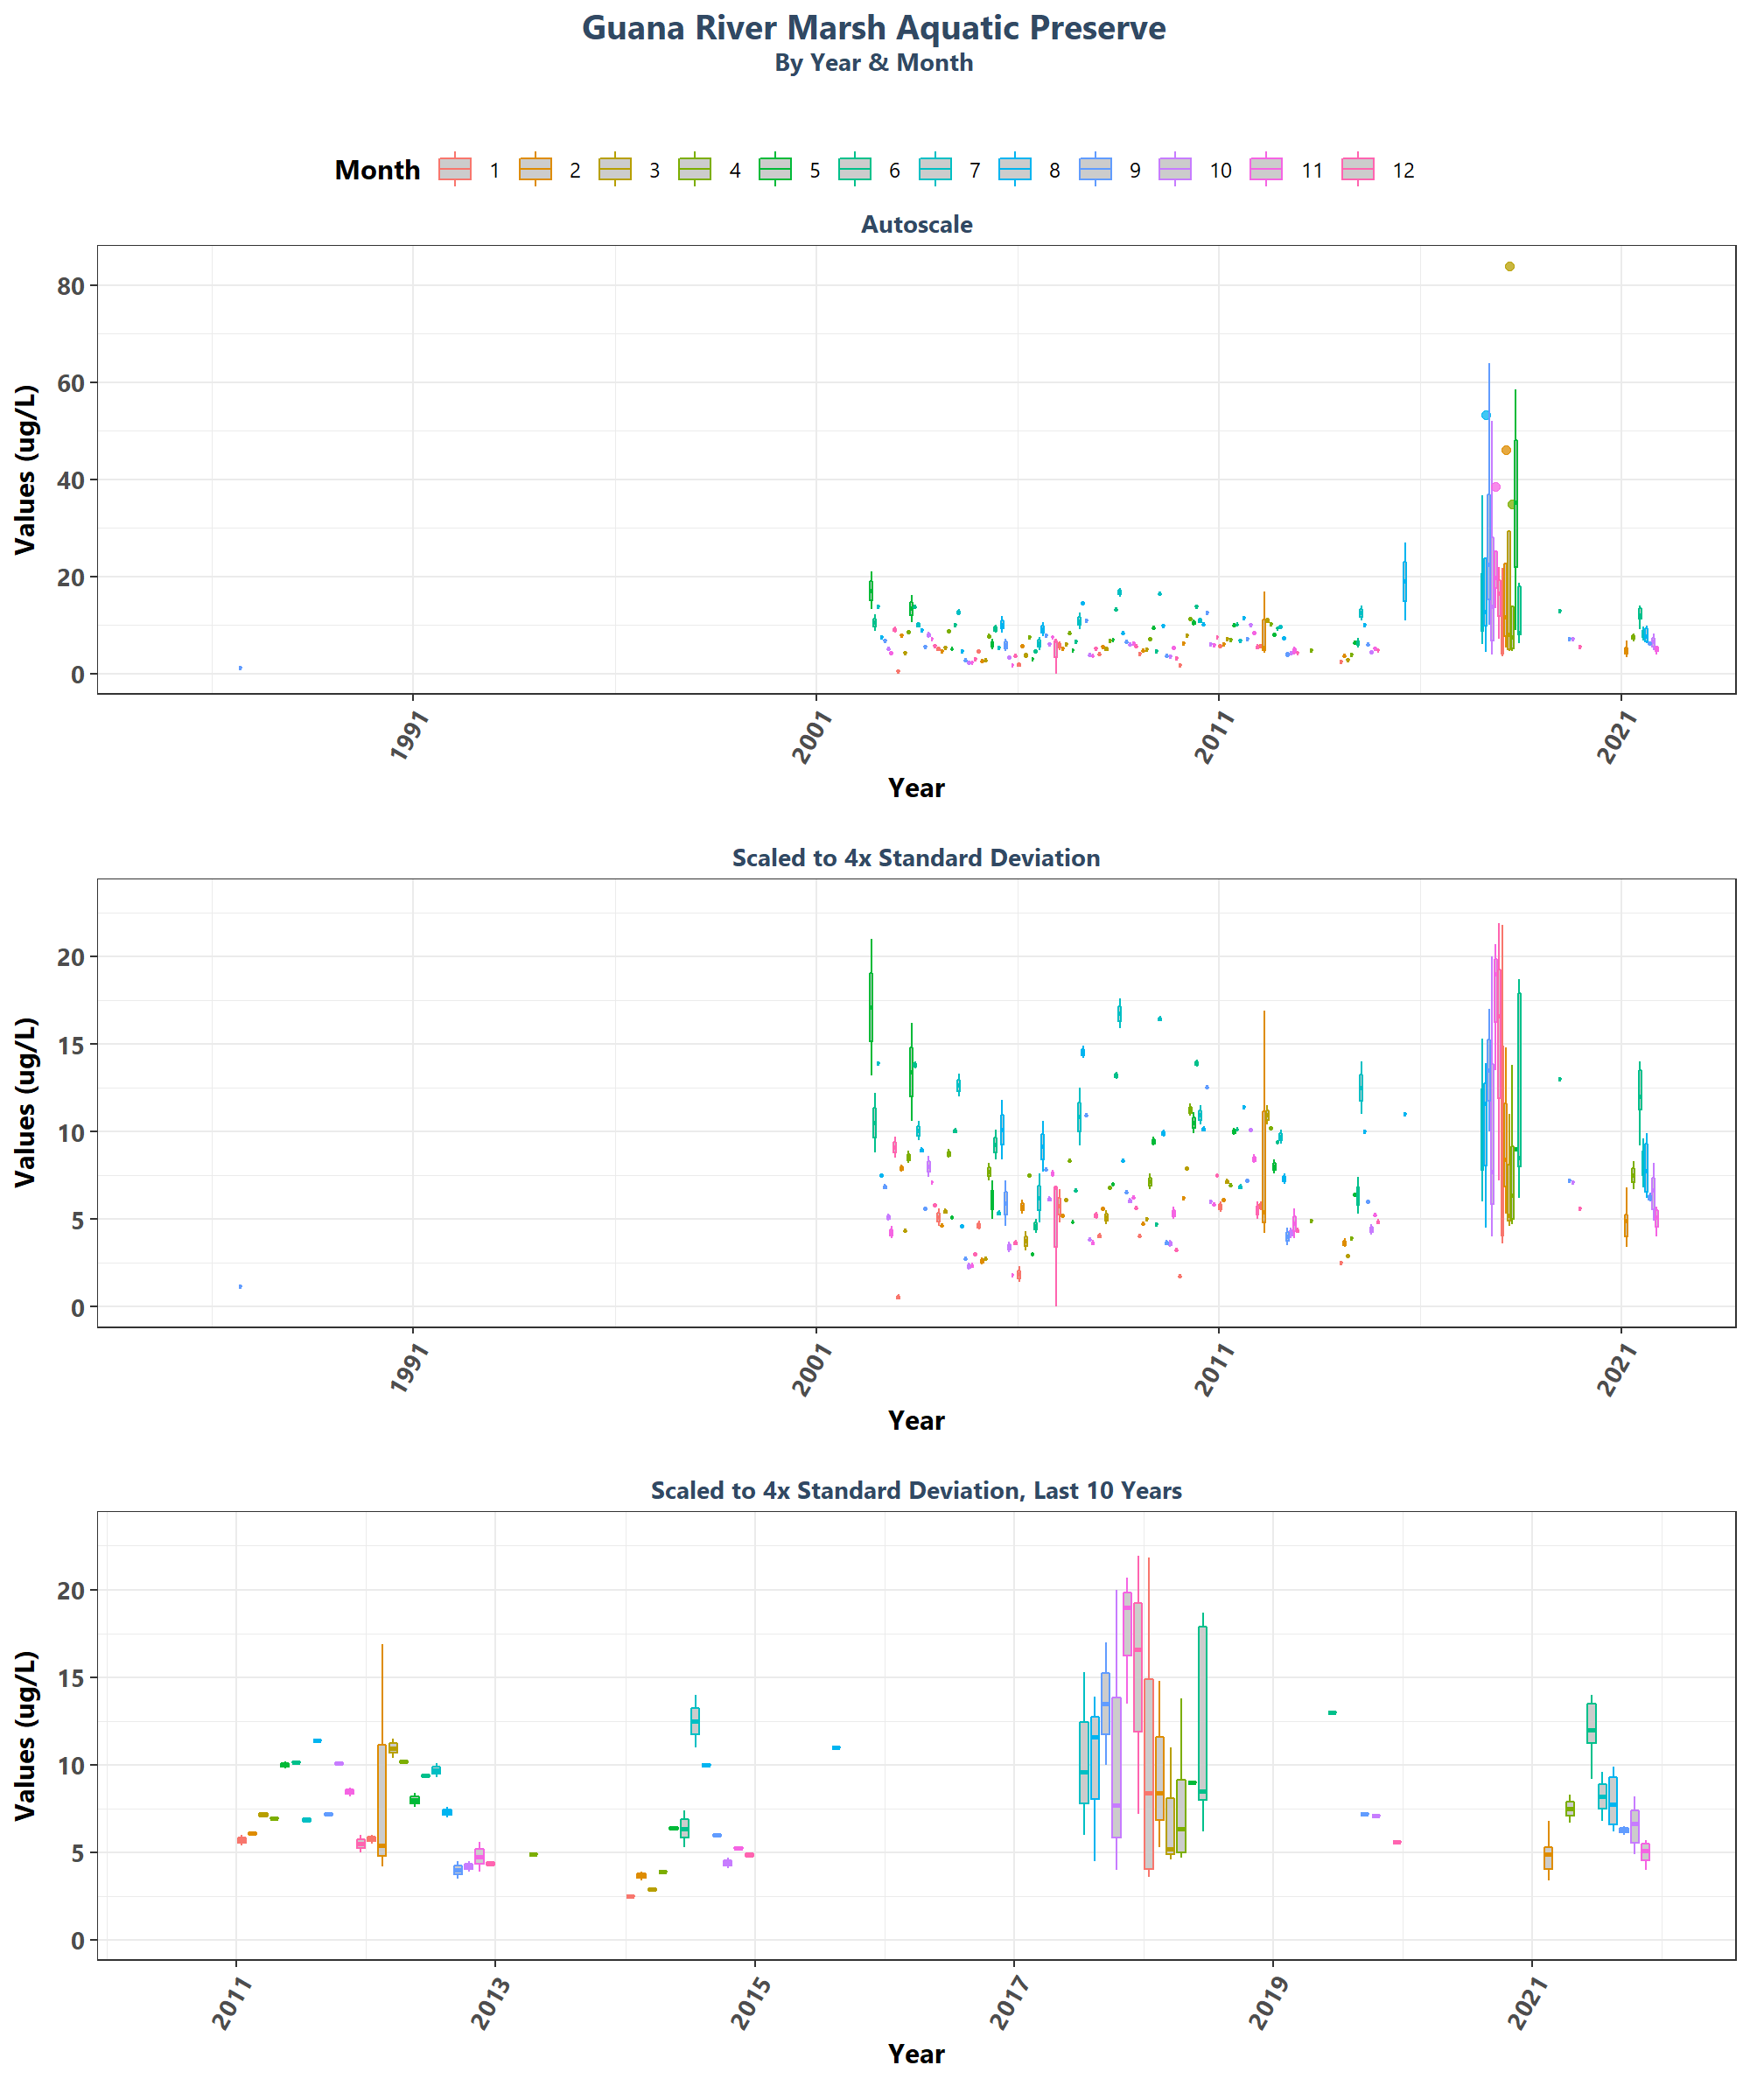 Guana River Marsh Aquatic Preserve
By Year & Month
Month 1 2 3 4 5 6 7 8 9 10 11 12
Autoscale
80
60
40
20
0
Values (ug/L)
1991 2001 2011 2021
Year
Scaled to 4x Standard Deviation
20
15
10
5
0
Values (ug/L)
1991 2001 2011 2021
Year
Scaled to 4x Standard Deviation, Last 10 Years
20
15
10
5
0
Values (ug/L)
2011 2013 2015 2017 2019 2021
Year